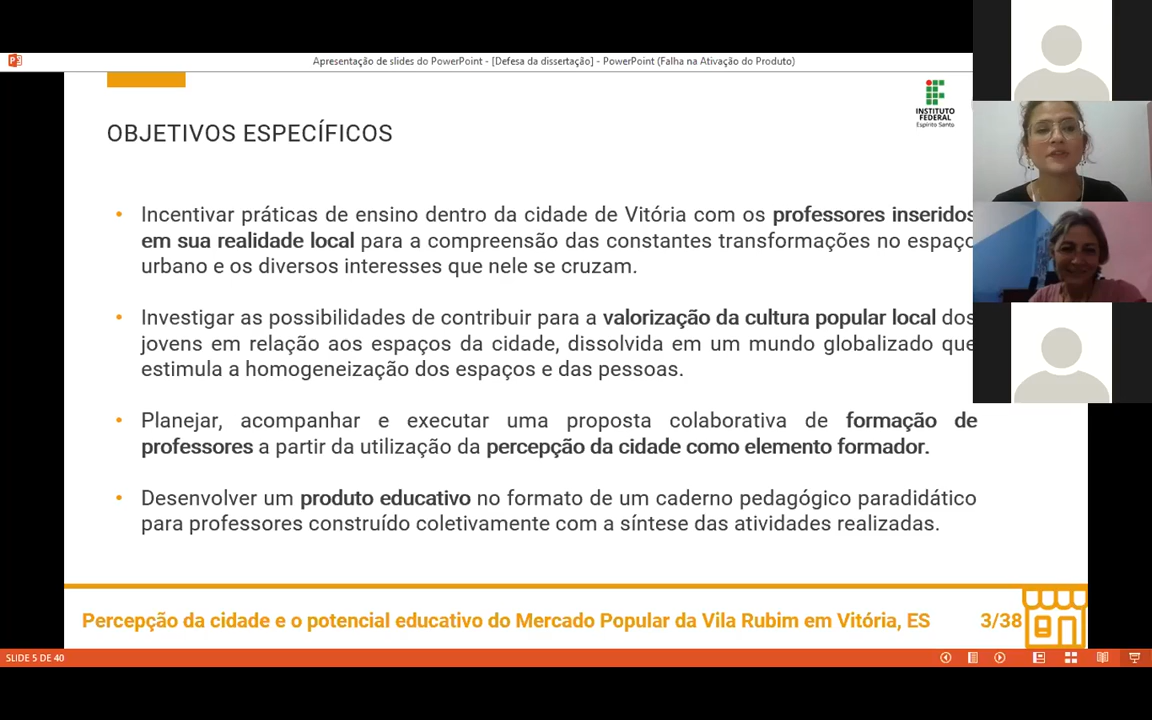 Apresentação de slides do PowerPoint - [Defesa da dissertação] - PowerPoint (Falha na Ativação do Produto)
INSTITUTO
FEDERAL
Espírito Santo
OBJETIVOS ESPECÍFICOS
• Incentivar práticas de ensino dentro da cidade de Vitória com os professores inseridos
em sua realidade local para a compreensão das constantes transformações no espaço
urbano e os diversos interesses que nele se cruzam.
• Investigar as possibilidades de contribuir para a valorização da cultura popular local dos
jovens em relação aos espaços da cidade, dissolvida em um mundo globalizado que
estimula a homogeneização dos espaços e das pessoas.
• Planejar, acompanhar e executar uma proposta colaborativa de formação de
professores a partir da utilização da percepção da cidade como elemento formador.
• Desenvolver um produto educativo no formato de um caderno pedagógico paradidático
para professores construído coletivamente com a síntese das atividades realizadas.
Percepção da cidade e o potencial educativo do Mercado Popular da Vila Rubim em Vitória, ES
3/38
SLIDE 5 DE 40